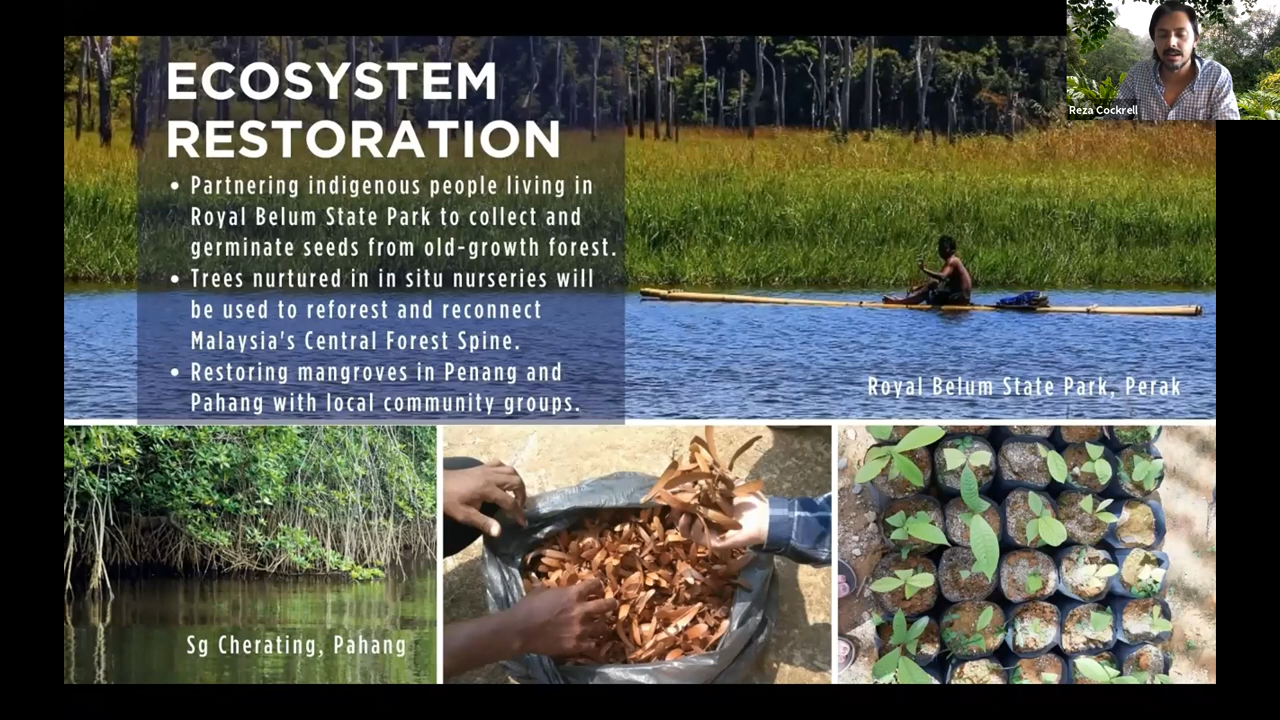 ECOSYSTEM
RESTORATION
• Partnering indigenous people living in
Royal Belum State Park to collect and
germinate seeds from old-growth forest.
• Trees nurtured in in situ nurseries will
be used to reforest and reconnect
Malaysia's Central Forest Spine.
• Restoring mangroves in Penang and
Pahang with local community groups.
Reza Cockrell
Royal Belum State Park, Perak
Sg Cherating, Pahang